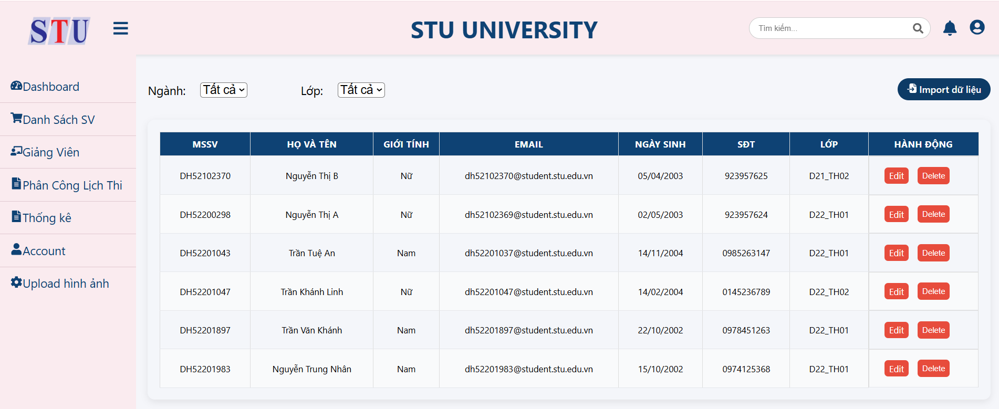 STU
STU UNIVERSITY
Tìm kiếm...
Dashboard
Danh Sách SV
Giảng Viên
Phân Công Lịch Thi
Thống kê
Account
Upload hình ảnh
Ngành: Tất cả Lớp: Tất cả Import dữ liệu
MSSV HỌ VÀ TÊN GIỚI TÍNH EMAIL NGÀY SINH SĐT LỚP HÀNH ĐỘNG
DH52102370 Nguyễn Thị B Nữ dh52102370@student.stu.edu.vn 05/04/2003 923957625 D21_TH02 Edit Delete
DH52200298 Nguyễn Thị A Nữ dh52102369@student.stu.edu.vn 02/05/2003 923957624 D22_TH01 Edit Delete
DH52201043 Trần Tuệ An Nam dh52201037@student.stu.edu.vn 14/11/2004 0985263147 D22_TH01 Edit Delete
DH52201047 Trần Khánh Linh Nữ dh52201047@student.stu.edu.vn 14/02/2004 0145236789 D22_TH02 Edit Delete
DH52201897 Trần Văn Khánh Nam dh52201897@student.stu.edu.vn 22/10/2002 0978451263 D22_TH01 Edit Delete
DH52201983 Nguyễn Trung Nhân Nam dh52201983@student.stu.edu.vn 15/10/2002 0974125368 D22_TH01 Edit Delete